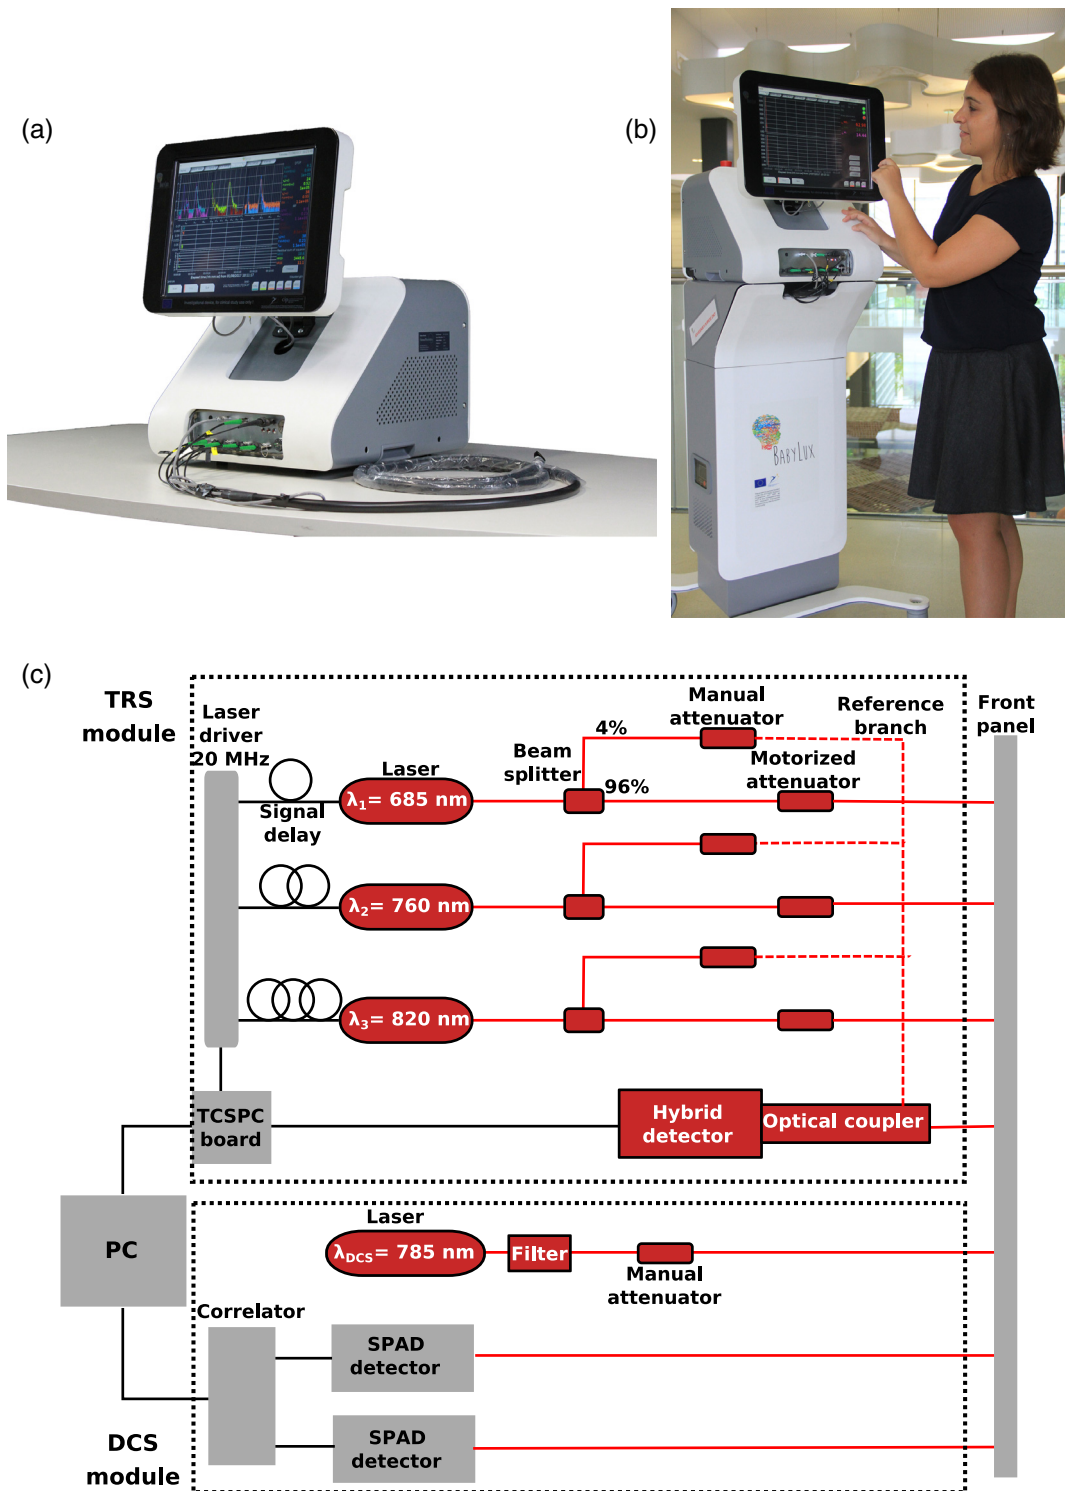 (a)
(b)
BABYLUX
(c)
TRS
module
Laser
driver
20 MHz
Signal
delay
Laser
λ1= 685 nm
Beam
splitter
4%
96%
Manual
attenuator
Motorized
attenuator
Reference
branch
Front
panel
λ2= 760 nm
λ3= 820 nm
TCSPC
board
Hybrid
detector
Optical coupler
PC
Laser
λDCS= 785 nm
Filter
Manual
attenuator
Correlator
SPAD
detector
SPAD
detector
DCS
module